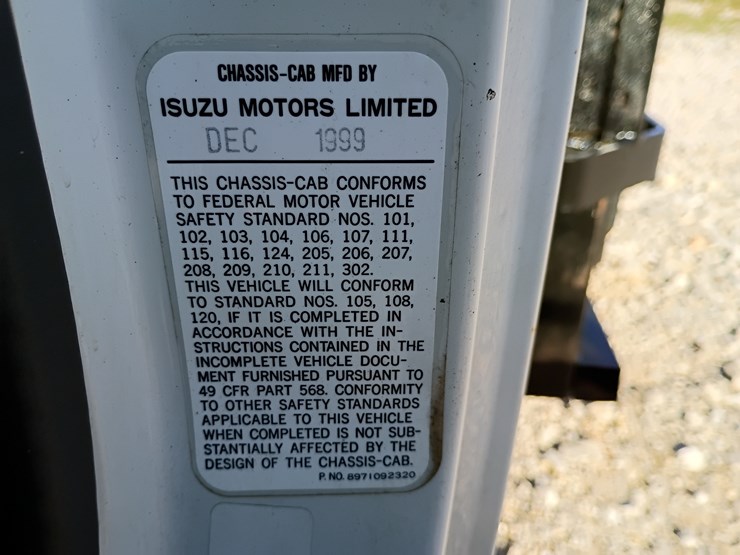 CHASSIS-CAB MFD BY
ISUZU MOTORS LIMITED
DEC 1999
THIS CHASSIS-CAB CONFORMS
TO FEDERAL MOTOR VEHICLE
SAFETY STANDARD NOS. 101,
102, 103, 104, 106, 107, 111,
115, 116, 124, 205, 206, 207,
208, 209, 210, 211, 302.
THIS VEHICLE WILL CONFORM
TO STANDARD NOS. 105, 108,
120, IF IT IS COMPLETED IN
ACCORDANCE WITH THE IN-
STRUCTIONS CONTAINED IN THE
INCOMPLETE VEHICLE DOCU-
MENT FURNISHED PURSUANT TO
49 CFR PART 568. CONFORMITY
TO OTHER SAFETY STANDARDS
APPLICABLE TO THIS VEHICLE
WHEN COMPLETED IS NOT SUB-
STANTIALLY AFFECTED BY THE
DESIGN OF THE CHASSIS-CAB.
P. NO. 8971092320